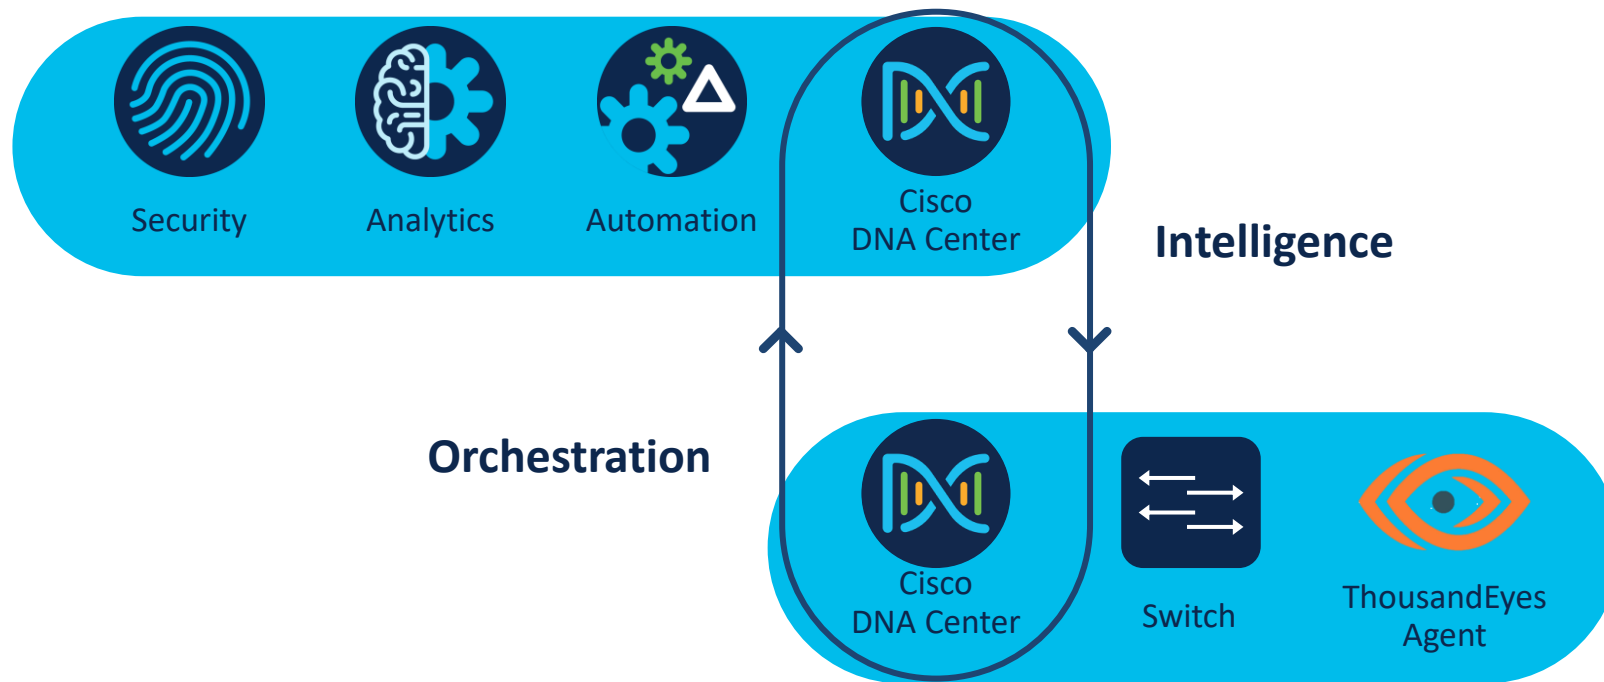 Security
Analytics
Automation
Cisco
DNA Center
Intelligence
Orchestration
Cisco
DNA Center
Switch
ThousandEyes
Agent